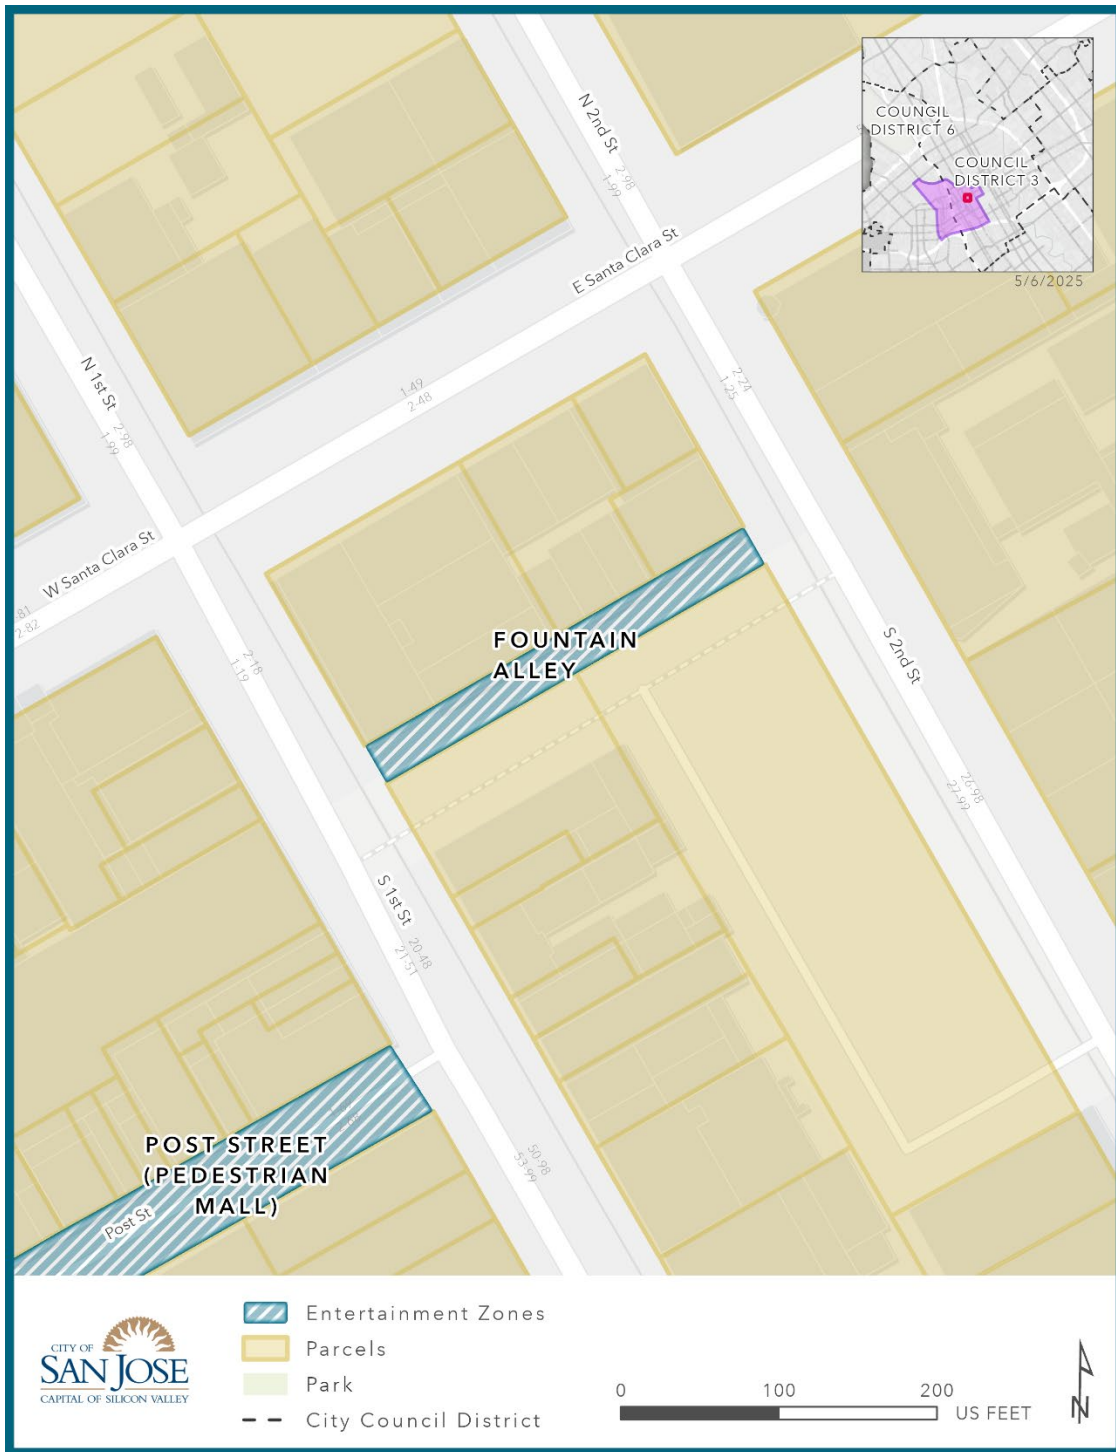 COUNCIL
DISTRICT 6
COUNCIL
DISTRICT 3
5/6/2025
N 2nd St
2-98
1-99
E Santa Clara St
1-49
2-48
N 1st St
2-98
1-99
2-24
1-25
W Santa Clara St
-81
2-82
FOUNTAIN
ALLEY
2-18
1-19
S 2nd St
26-98
27-99
S 1st St
20-48
21-51
50-98
53-99
POST STREET
(PEDESTRIAN
MALL)
Post St
CITY OF
SAN JOSE
CAPITAL OF SILICON VALLEY
Entertainment Zones
Parcels
Park
City Council District
0 100 200
US FEET
N